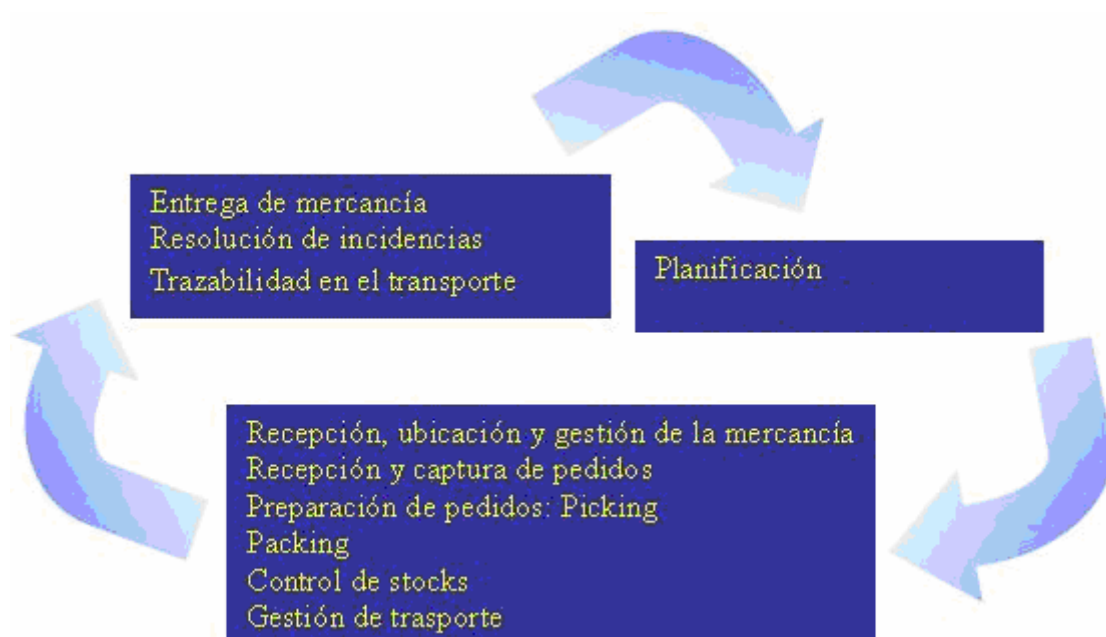 Entrega de mercancía
Resolución de incidencias
Trazabilidad en el transporte
Planificación
Recepción, ubicación y gestión de la mercancía
Recepción y captura de pedidos
Preparación de pedidos: Picking
Packing
Control de stocks
Gestión de trasporte